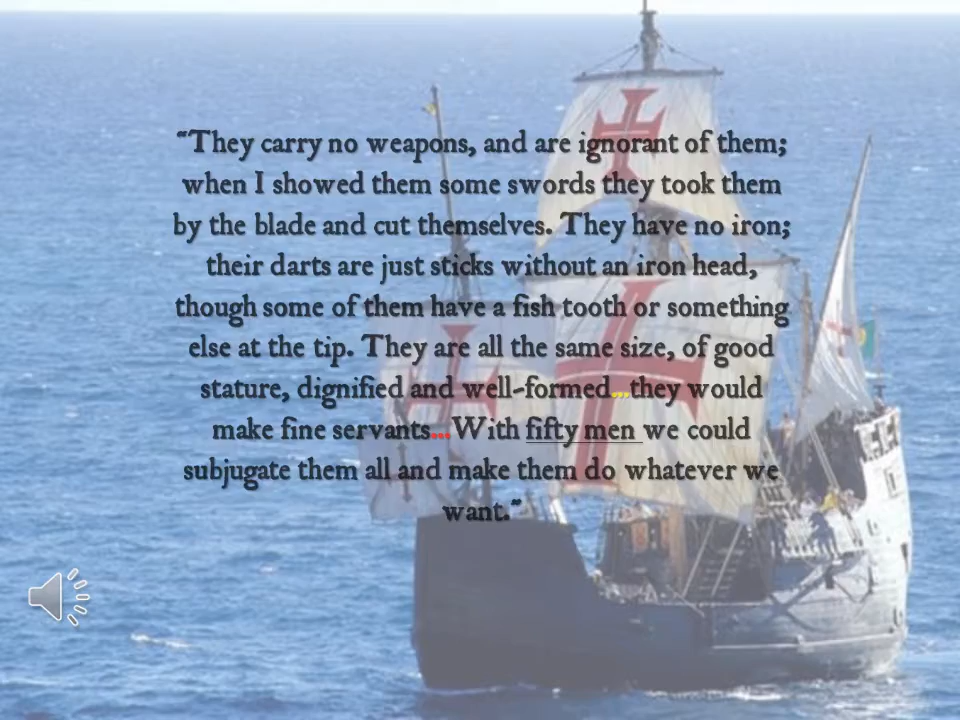 ~They carry no weapons, and are ignorant of them;
when I showed them some swords they took them
by the blade and cut themselves. They have no iron;
their darts are just sticks without an iron head,
though some of them have a fish tooth or something
else at the tip. They are all the same size, of good
stature, dignified and well-formed...they would
make fine servants...With fifty men we could
subjugate them all and make them do whatever we
want.~